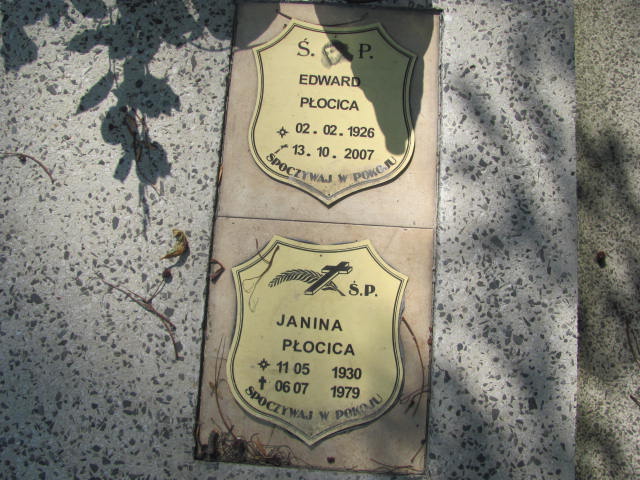 Ś. Ś. P.
EDWARD
PŁOCICA
02. 02. 1926
13. 10. 2007
SPOCZYWAJ W POKOJU
Ś.P.
JANINA
PŁOCICA
11 05 1930
06 07 1979
SPOCZYWAJ W POKOJU